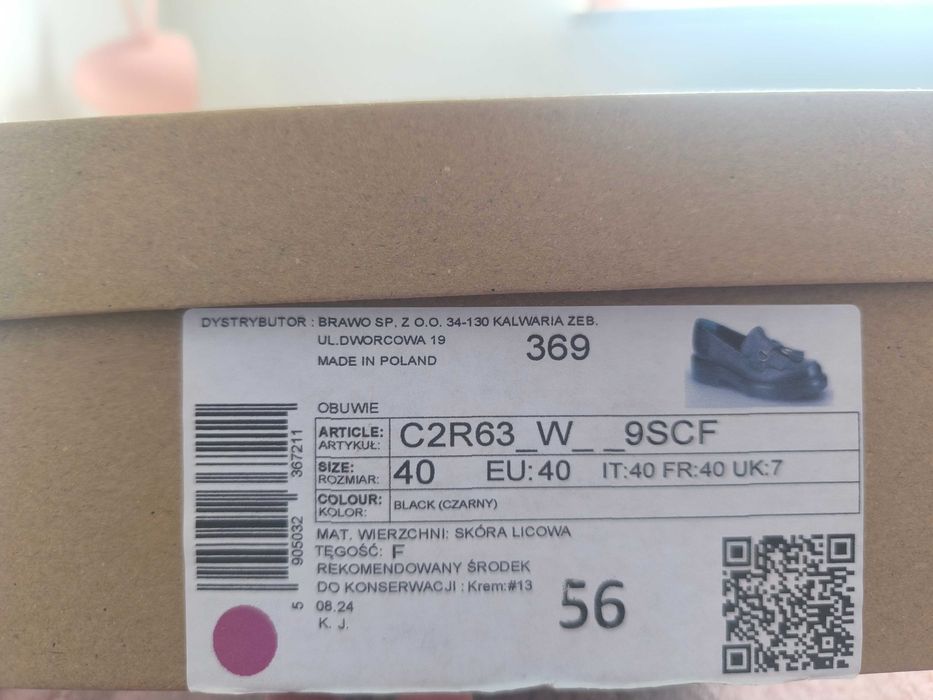 DYSTRYBUTOR : BRAWO SP. Z O.O. 34-130 KALWARIA ZEB.
UL.DWORCOWA 19
369
MADE IN POLAND
OBUWIE
ARTICLE: C2R63_W_ _9SCF
ARTYKUŁ:
SIZE: 40 EU:40 IT:40 FR:40 UK:7
ROZMIAR:
COLOUR: BLACK (CZARNY)
KOLOR:
MAT. WIERZCHNI: SKÓRA LICOWA
TĘGOŚĆ: F
REKOMENDOWANY ŚRODEK
DO KONSERWACJI : Krem:#13
56
08.24
K. J.
5 905032 367211